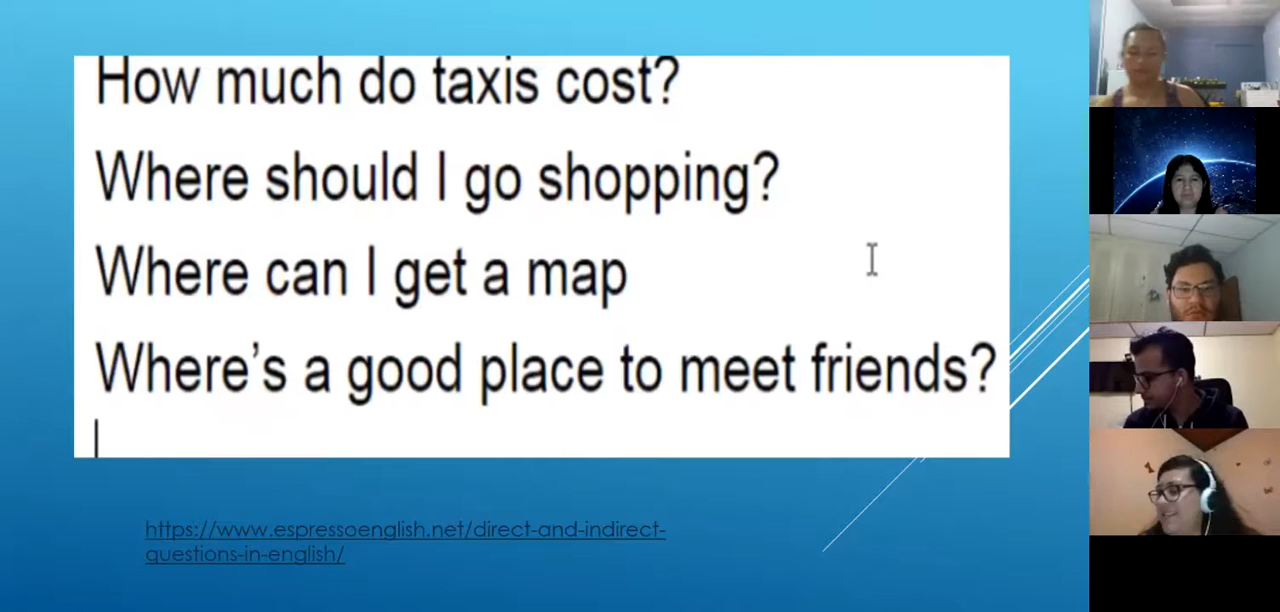 How much do taxis cost?
Where should I go shopping?
Where can I get a map
Where's a good place to meet friends?
https://www.espressoenglish.net/direct-and-indirect-
questions-in-english/